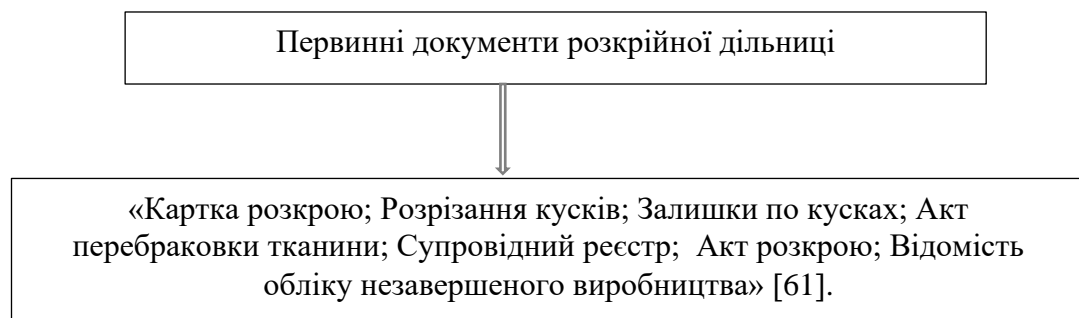 Первинні документи розкрійної дільниці
«Картка розкрою; Розрізання кусків; Залишки по кусках; Акт
перебраковки тканини; Супровідний реєстр; Акт розкрою; Відомість
обліку незавершеного виробництва» [61].